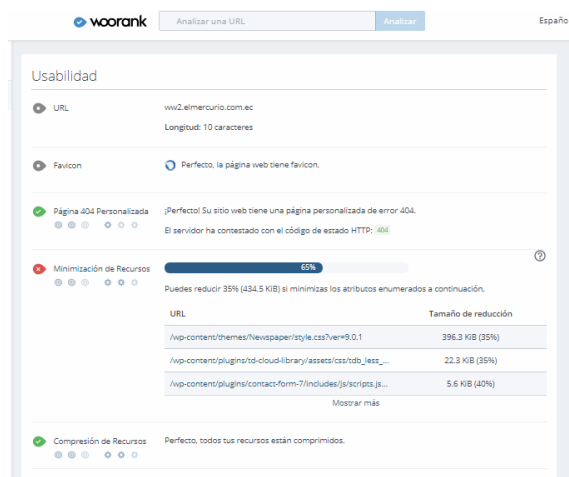 woorank
Analizar una URL
Analizar
Españo
Usabilidad
URL
ww2.elmercurio.com.ec
Longitud: 10 caracteres
Favicon
Perfecto, la página web tiene favicon.
Página 404 Personalizada
¡Perfecto! Su sitio web tiene una página personalizada de error 404.
El servidor ha contestado con el código de estado HTTP: 404
Minimización de Recursos
65%
Puedes reducir 35% (434.5 KiB) si minimizas los atributos enumerados a continuación.
URL Tamaño de reducción
/wp-content/themes/Newspaper/style.css?ver=9.0.1 396.3 KiB (35%)
/wp-content/plugins/td-cloud-library/assets/css/tdb_less_... 22.3 KiB (35%)
/wp-content/plugins/contact-form-7/includes/js/scripts.js... 5.6 KiB (40%)
Mostrar más
Compresión de Recursos
Perfecto, todos tus recursos están comprimidos.